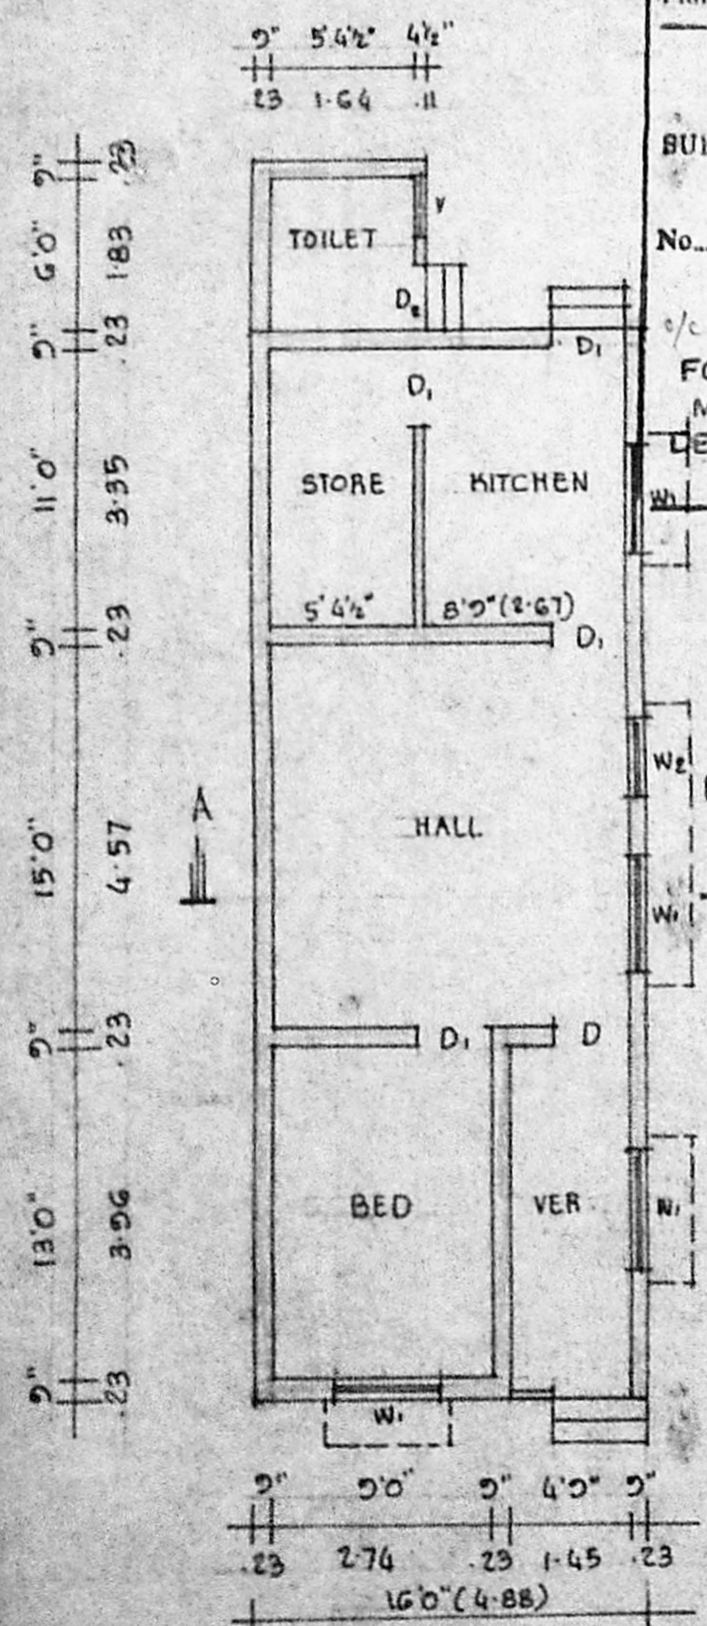 9" 5'4½" 4½"
.23 1.64 .11
BUI
No...
9" .23
6'0" 1.83
9" .23
TOILET
V
D₂
D₁
o/c
FO
D₁
DE
11'0" 3.35
STORE
KITCHEN
W₁
5'4½" 8'9" (2.67)
9" .23
D₁
W₂
A
15'0" 4.57
HALL
W₁
9" .23
D₁
D
13'0" 3.96
BED
VER
W₁
9" .23
W₁
9" 9'0" 9" 4'9" 9"
.23 2.74 .23 1.45 .23
16'0" (4.88)